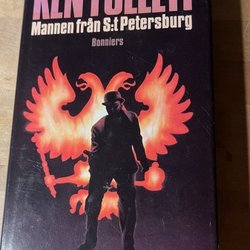 KEN FOLLETT
Mannen från S:t Petersburg
Bonniers